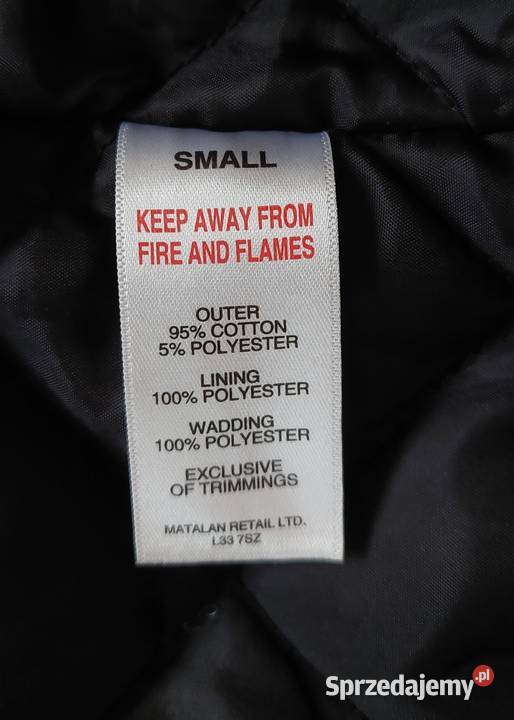 SMALL
KEEP AWAY FROM
FIRE AND FLAMES
OUTER
95% COTTON
5% POLYESTER
LINING
100% POLYESTER
WADDING
100% POLYESTER
EXCLUSIVE
OF TRIMMINGS
MATALAN RETAIL LTD.
L33 7SZ
Sprzedajemy.pl